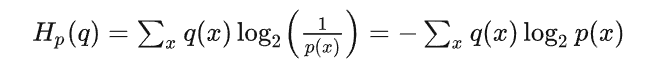 $H_p(q) = \sum_x q(x) \log_2 \left( \frac{1}{p(x)} \right) = - \sum_x q(x) \log_2 p(x)$